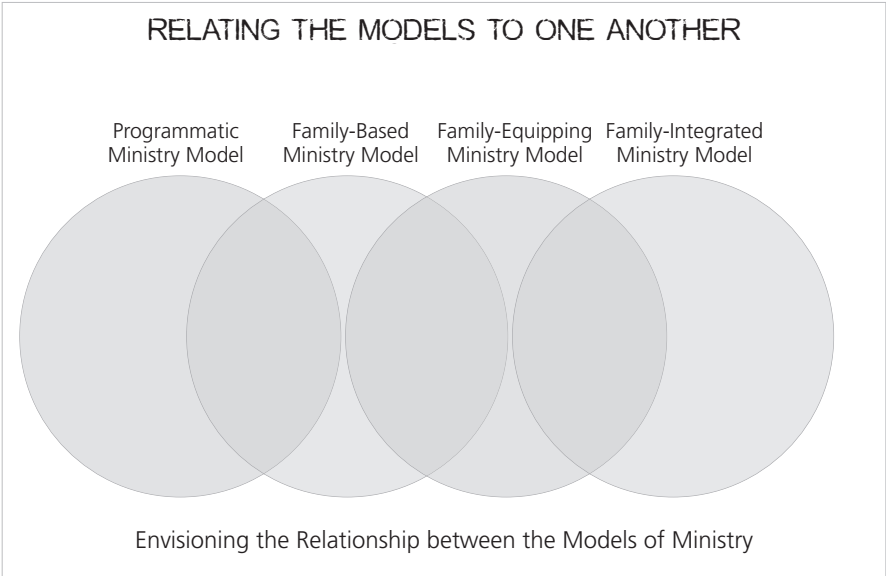 RELATING THE MODELS TO ONE ANOTHER
Programmatic
Ministry Model
Family-Based
Ministry Model
Family-Equipping
Ministry Model
Family-Integrated
Ministry Model
Envisioning the Relationship between the Models of Ministry